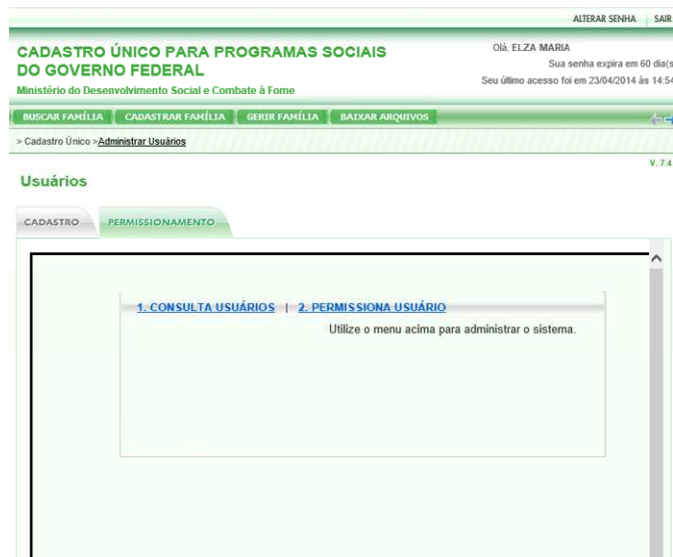 ALTERAR SENHA | SAIR
CADASTRO ÚNICO PARA PROGRAMAS SOCIAIS
DO GOVERNO FEDERAL
Ministério do Desenvolvimento Social e Combate à Fome
Olá, ELZA MARIA
Sua senha expira em 60 dia(s
Seu último acesso foi em 23/04/2014 às 14:54
BUSCAR FAMÍLIA CADASTRAR FAMÍLIA GERIR FAMÍLIA BAIXAR ARQUIVOS
> Cadastro Único >Administrar Usuários
V. 7.4
Usuários
CADASTRO PERMISSIONAMENTO
1. CONSULTA USUÁRIOS | 2. PERMISSIONA USUÁRIO
Utilize o menu acima para administrar o sistema.